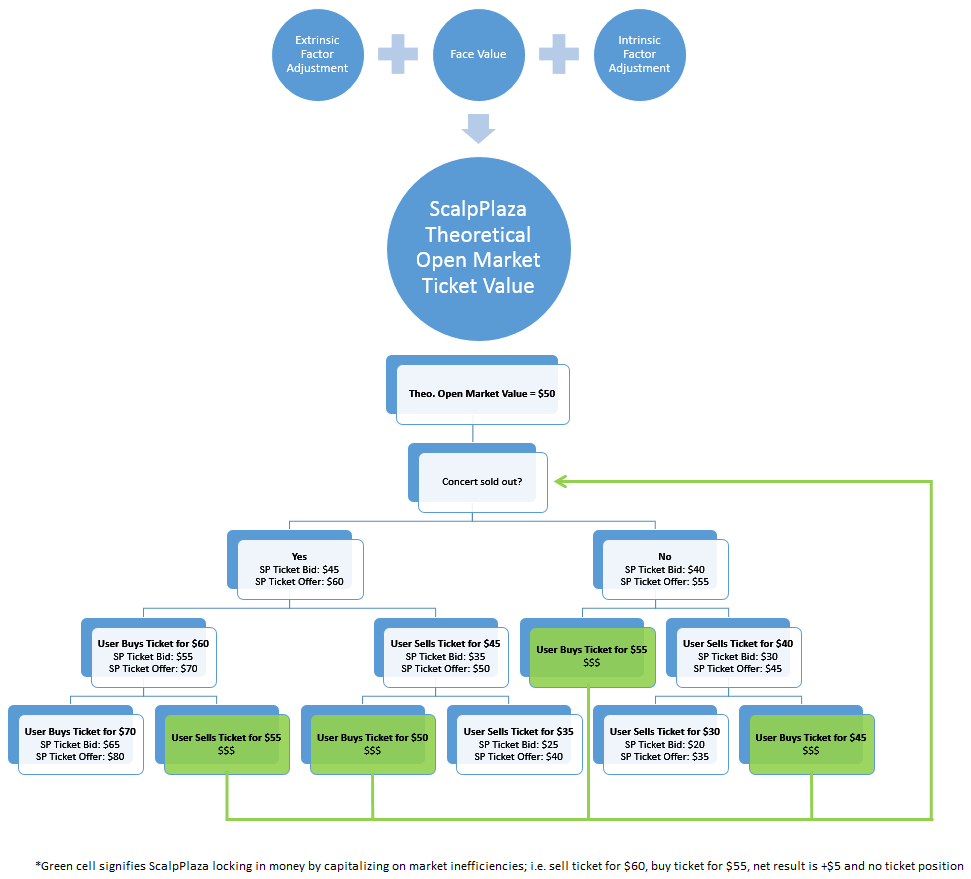 Extrinsic
Factor
Adjustment
Face Value
Intrinsic
Factor
Adjustment
ScalpPlaza
Theoretical
Open Market
Ticket Value
Theo. Open Market Value = $50
Concert sold out?
Yes
SP Ticket Bid: $45
SP Ticket Offer: $60
No
SP Ticket Bid: $40
SP Ticket Offer: $55
User Buys Ticket for $60
SP Ticket Bid: $55
SP Ticket Offer: $70
User Sells Ticket for $45
SP Ticket Bid: $35
SP Ticket Offer: $50
User Buys Ticket for $55
$$$
User Sells Ticket for $40
SP Ticket Bid: $30
SP Ticket Offer: $45
User Buys Ticket for $70
SP Ticket Bid: $65
SP Ticket Offer: $80
User Sells Ticket for $55
$$$
User Buys Ticket for $50
$$$
User Sells Ticket for $35
SP Ticket Bid: $25
SP Ticket Offer: $40
User Sells Ticket for $30
SP Ticket Bid: $20
SP Ticket Offer: $35
User Buys Ticket for $45
$$$
*Green cell signifies ScalpPlaza locking in money by capitalizing on market inefficiencies; i.e. sell ticket for $60, buy ticket for $55, net result is +$5 and no ticket position